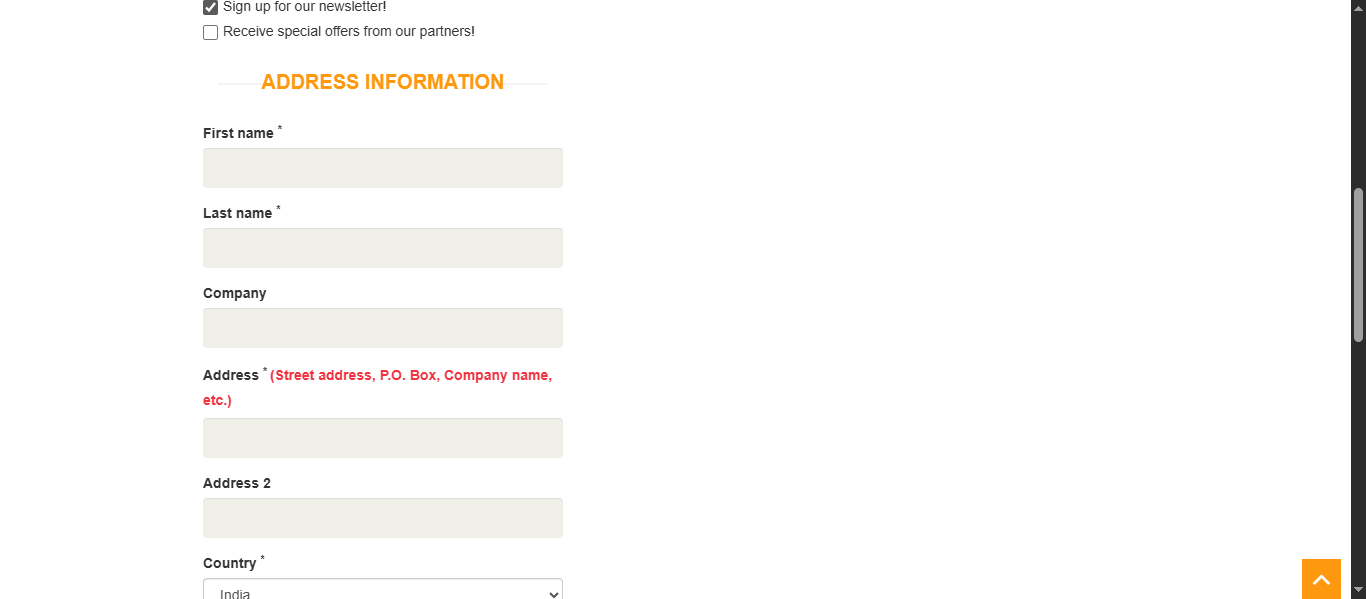 Sign up for our newsletter!
Receive special offers from our partners!
ADDRESS INFORMATION
First name *
Last name *
Company
Address * (Street address, P.O. Box, Company name,
etc.)
Address 2
Country *
India